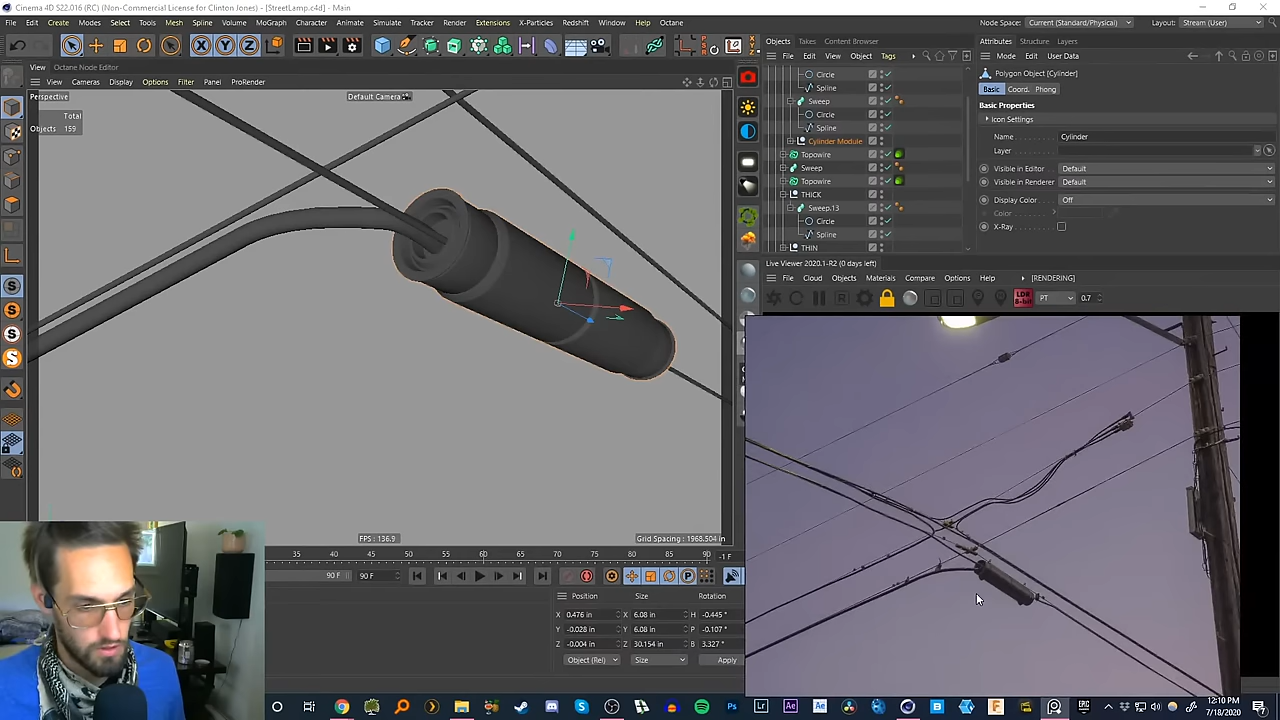 Cinema 4D S22.016 (RC) (Non-Commercial License for Clinton Jones) - [StreetLamp.c4d] - Main
File Edit Create Modes Select Tools Mesh Spline Volume MoGraph Character Animate Simulate Tracker Render Extensions X-Particles Redshift Window Help Octane
Node Space: Current (Standard/Physical) Layout: Stream (User)
X Y Z
PSR
View Octane Node Editor
View Cameras Display Options Filter Panel ProRender
Perspective
Default Camera
Total
Objects 159
FPS : 136.9
Grid Spacing : 1968.504 in
35 40 45 50 55 60 65 70 75 80 85 90
-1 F
90 F 90 F
Position Size Rotation
X 0.476 in X 6.08 in H -0.445 °
Y -0.028 in Y 6.08 in P -0.107 °
Z -0.004 in Z 30.154 in B 3.327 °
Object (Rel) Size Apply
Objects Takes Content Browser
File Edit View Object Tags
Circle
Spline
Sweep
Circle
Spline
Cylinder Module
Topowire
Sweep
Topowire
THICK
Sweep.13
Circle
Spline
THIN
Attributes Structure Layers
Mode Edit User Data
Polygon Object [Cylinder]
Basic Coord. Phong
Basic Properties
Icon Settings
Name Cylinder
Layer
Visible in Editor Default
Visible in Renderer Default
Display Color Off
Color
X-Ray
Live Viewer 2020.1-R2 (0 days left)
File Cloud Objects Materials Compare Options Help [RENDERING]
R LDR 8-bit PT 0.7
12:10 PM
7/18/2020